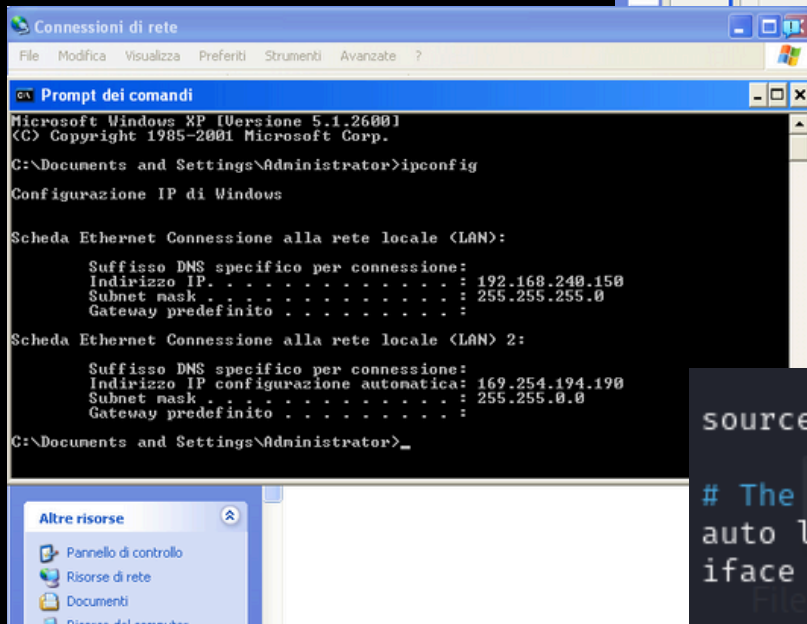 Connessioni di rete
File Modifica Visualizza Preferiti Strumenti Avanzate ?
Prompt dei comandi
Microsoft Windows XP [Versione 5.1.2600]
(C) Copyright 1985-2001 Microsoft Corp.
C:\Documents and Settings\Administrator>ipconfig
Configurazione IP di Windows
Scheda Ethernet Connessione alla rete locale (LAN):
Suffisso DNS specifico per connessione:
Indirizzo IP. . . . . . . . . . . . . : 192.168.240.150
Subnet mask . . . . . . . . . . . . . : 255.255.255.0
Gateway predefinito . . . . . . . . . :
Scheda Ethernet Connessione alla rete locale (LAN) 2:
Suffisso DNS specifico per connessione:
Indirizzo IP configurazione automatica: 169.254.194.190
Subnet mask . . . . . . . . . . . . . : 255.255.0.0
Gateway predefinito . . . . . . . . . :
C:\Documents and Settings\Administrator>_
source
# The
auto l
iface
File
Altre risorse
Pannello di controllo
Risorse di rete
Documenti
Risorse del computer